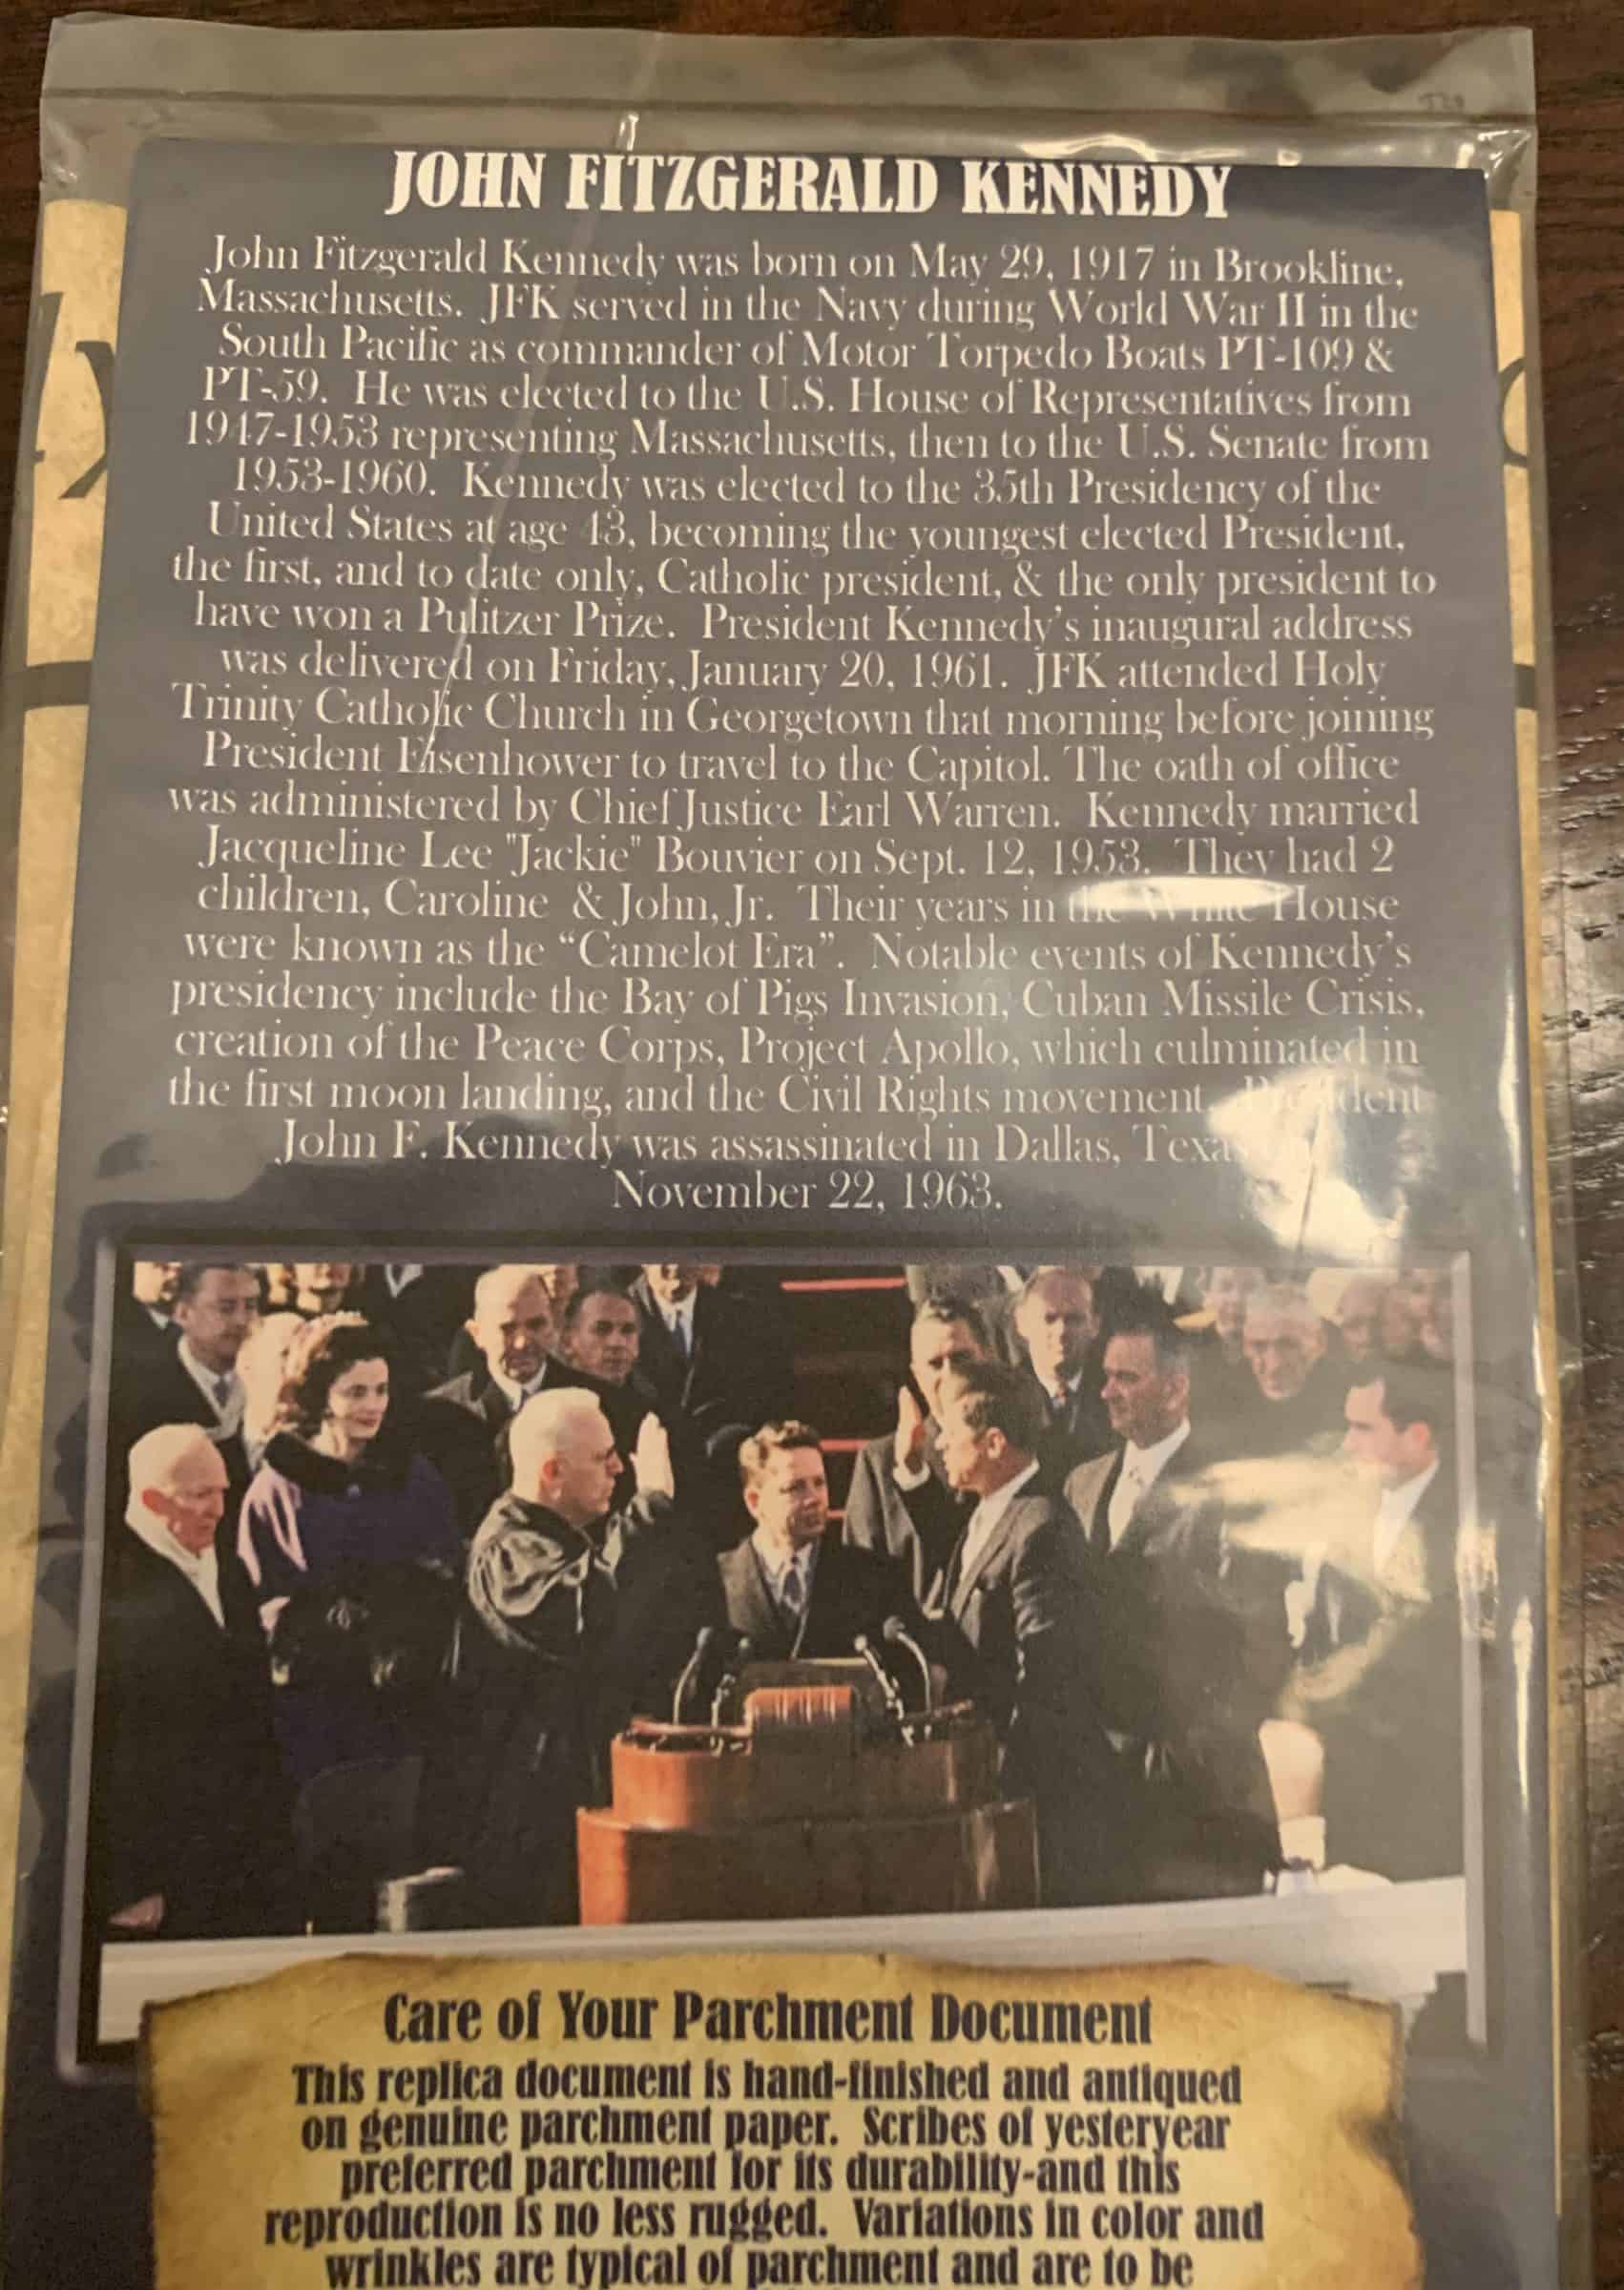 JOHN FITZGERALD KENNEDY
John Fitzgerald Kennedy was born on May 29, 1917 in Brookline,
Massachusetts. JFK served in the Navy during World War II in the
South Pacific as commander of Motor Torpedo Boats PT-109 &
PT-59. He was elected to the U.S. House of Representatives from
1947-1953 representing Massachusetts, then to the U.S. Senate from
1953-1960. Kennedy was elected to the 35th Presidency of the
United States at age 43, becoming the youngest elected President,
the first, and to date only, Catholic president, & the only president to
have won a Pulitzer Prize. President Kennedy's inaugural address
was delivered on Friday, January 20, 1961. JFK attended Holy
Trinity Catholic Church in Georgetown that morning before joining
President Eisenhower to travel to the Capitol. The oath of office
was administered by Chief Justice Earl Warren. Kennedy married
Jacqueline Lee "Jackie" Bouvier on Sept. 12, 1953. They had 2
children, Caroline & John, Jr. Their years in the White House
were known as the “Camelot Era”. Notable events of Kennedy's
presidency include the Bay of Pigs Invasion, Cuban Missile Crisis,
creation of the Peace Corps, Project Apollo, which culminated in
the first moon landing, and the Civil Rights movement. President
John F. Kennedy was assassinated in Dallas, Texas
November 22, 1963.
Care of Your Parchment Document
This replica document is hand-finished and antiqued
on genuine parchment paper. Scribes of yesteryear
preferred parchment for its durability-and this
reproduction is no less rugged. Variations in color and
wrinkles are typical of parchment and are to be